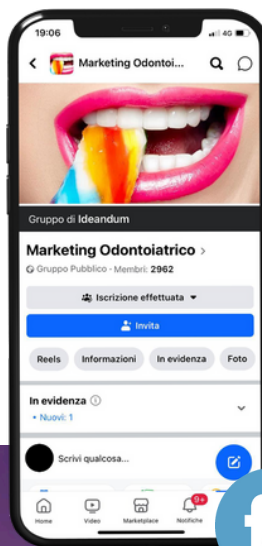 19:06
4G
Marketing Odontoi...
Gruppo di Ideandum
Marketing Odontoiatrico >
Gruppo Pubblico · Membri: 2962
Iscrizione effettuata
Invita
Reels Informazioni In evidenza Foto
In evidenza
• Nuovi: 1
Scrivi qualcosa...
9+
Home Video Marketplace Notifiche